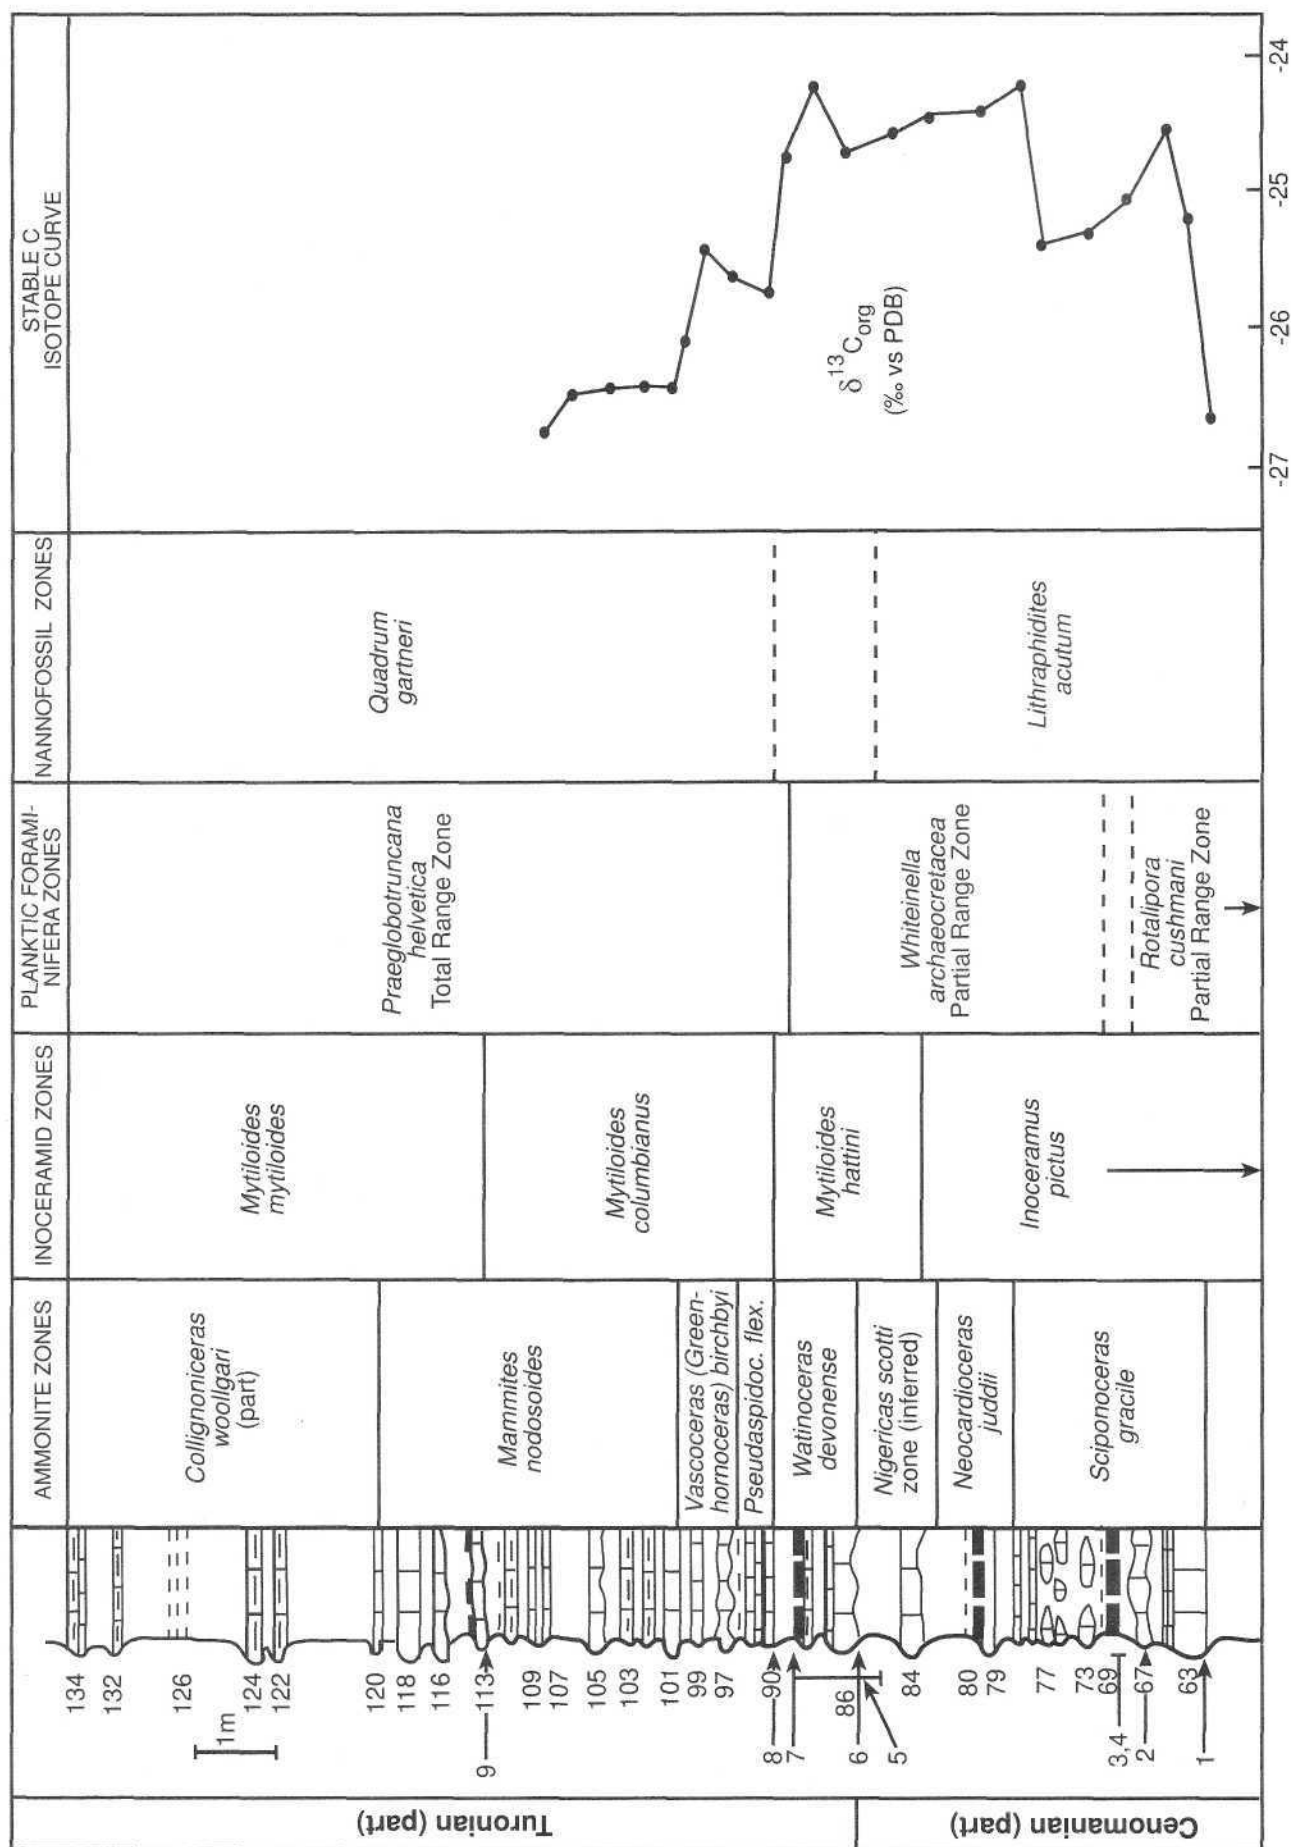 AMMONITE ZONES
INOCERAMID ZONES
PLANKTIC FORAMI-
NIFERA ZONES
NANNOFOSSIL ZONES
STABLE C
ISOTOPE CURVE
Turonian (part)
Cenomanian (part)
1m
134
132
126
124
122
120
118
116
113
109
107
105
103
101
99
97
90
86
84
80
79
77
73
69
67
63
9
8
7
6
5
3,4
2
1
Collignoniceras
woollgari
(part)
Mammites
nodosoides
Vascoceras (Green-
hornoceras) birchbyi
Pseudaspidoc. flex.
Watinoceras
devonense
Nigericas scotti
zone (inferred)
Neocardioceras
juddii
Sciponoceras
gracile
Mytiloides
mytiloides
Mytiloides
columbianus
Mytiloides
hattini
Inoceramus
pictus
Praeglobotruncana
helvetica
Total Range Zone
Whiteinella
archaeocretacea
Partial Range Zone
Rotalipora
cushmani
Partial Range Zone
Quadrum
gartneri
Lithraphidites
acutum
δ13Corg
(‰ vs PDB)
-27
-26
-25
-24